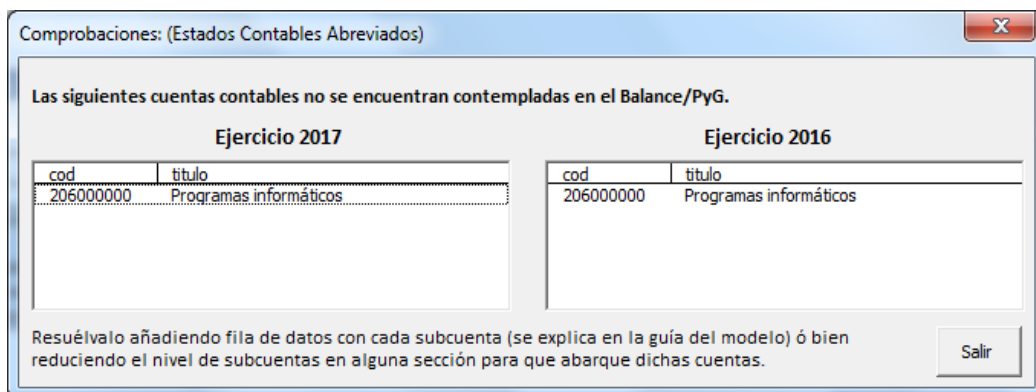 Comprobaciones: (Estados Contables Abreviados)
Las siguientes cuentas contables no se encuentran contempladas en el Balance/PyG.
Ejercicio 2017
Ejercicio 2016
cod titulo
206000000 Programas informáticos
cod titulo
206000000 Programas informáticos
Resuélvalo añadiendo fila de datos con cada subcuenta (se explica en la guía del modelo) ó bien
reduciendo el nivel de subcuentas en alguna sección para que abarque dichas cuentas.
Salir